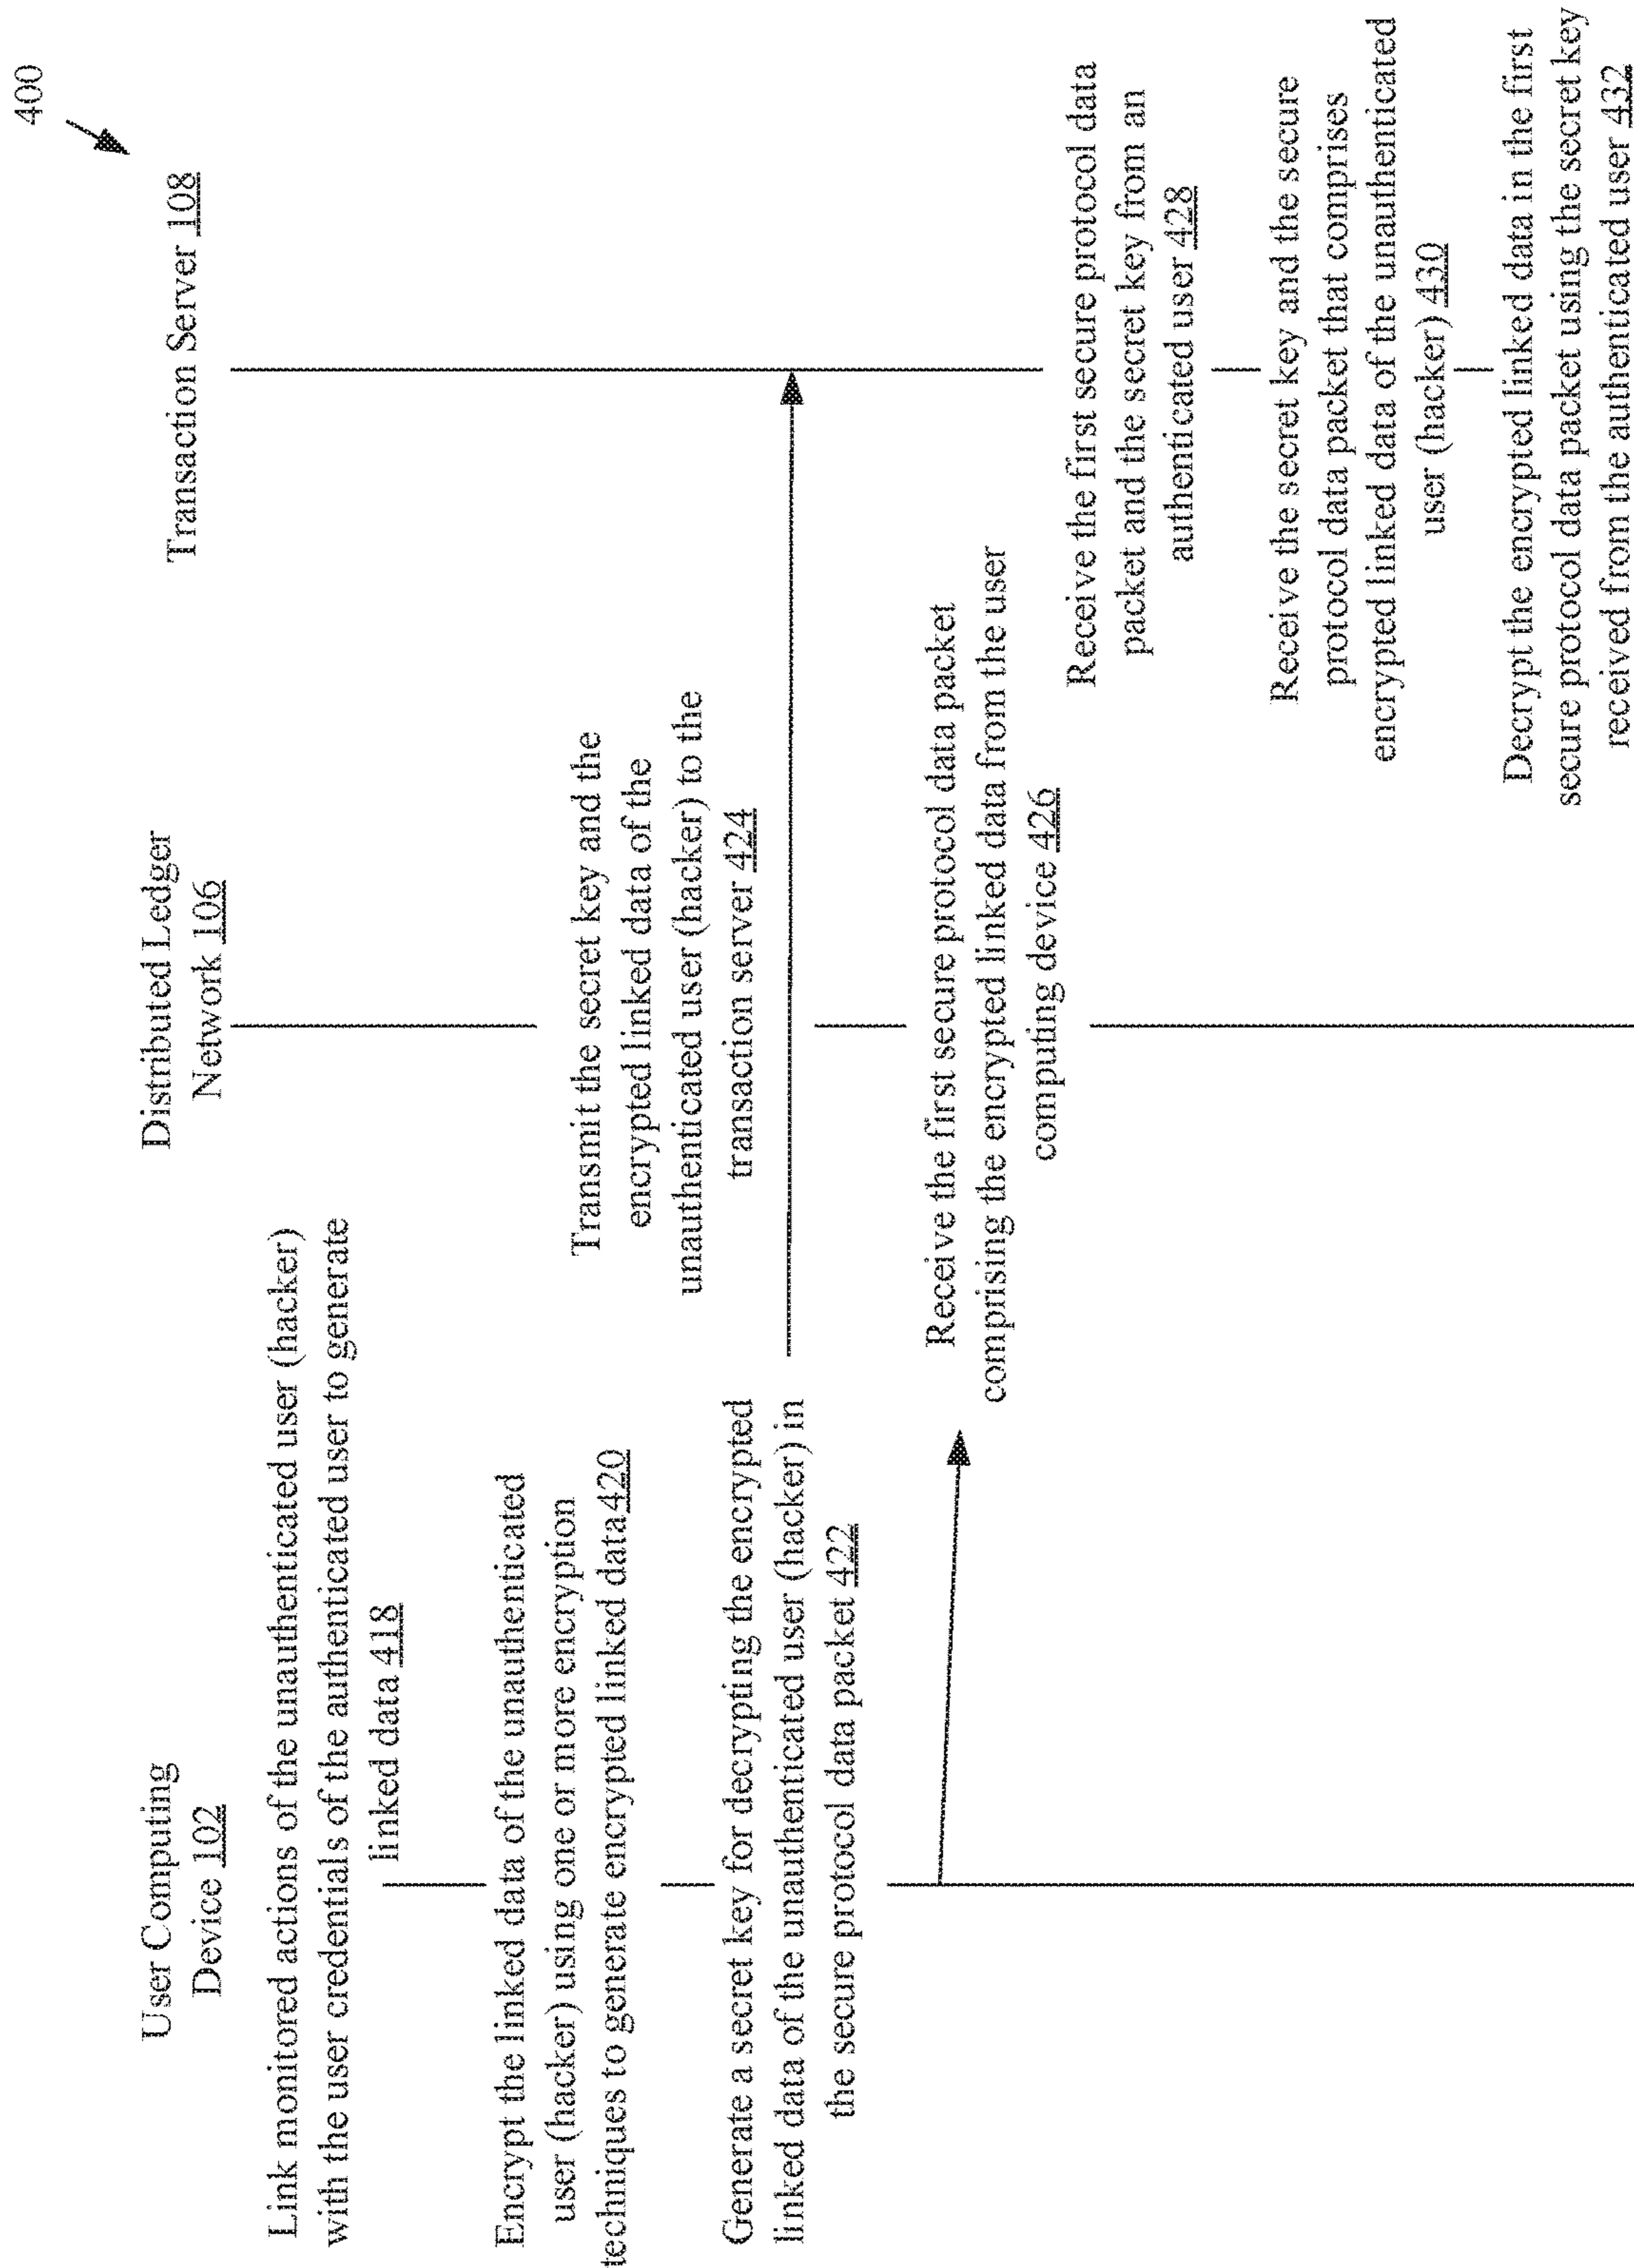 400
User Computing
Device 102
Distributed Ledger
Network 106
Transaction Server 108
Link monitored actions of the unauthenticated user (hacker)
with the user credentials of the authenticated user to generate
linked data 418
Encrypt the linked data of the unauthenticated
user (hacker) using one or more encryption
techniques to generate encrypted linked data 420
Generate a secret key for decrypting the encrypted
linked data of the unauthenticated user (hacker) in
the secure protocol data packet 422
Transmit the secret key and the
encrypted linked data of the
unauthenticated user (hacker) to the
transaction server 424
Receive the first secure protocol data packet
comprising the encrypted linked data from the user
computing device 426
Receive the first secure protocol data
packet and the secret key from an
authenticated user 428
Receive the secret key and the secure
protocol data packet that comprises
encrypted linked data of the unauthenticated
user (hacker) 430
Decrypt the encrypted linked data in the first
secure protocol data packet using the secret key
received from the authenticated user 432